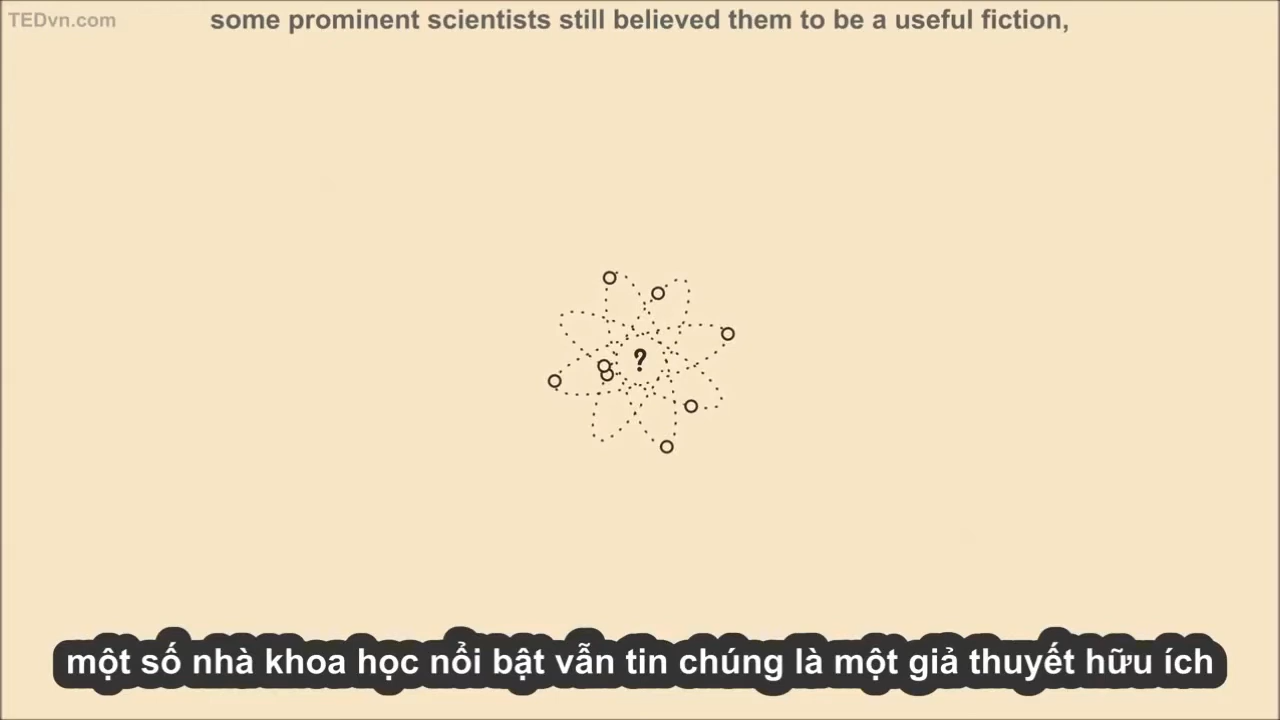 TEDvn.com
some prominent scientists still believed them to be a useful fiction,
?
một số nhà khoa học nổi bật vẫn tin chúng là một giả thuyết hữu ích